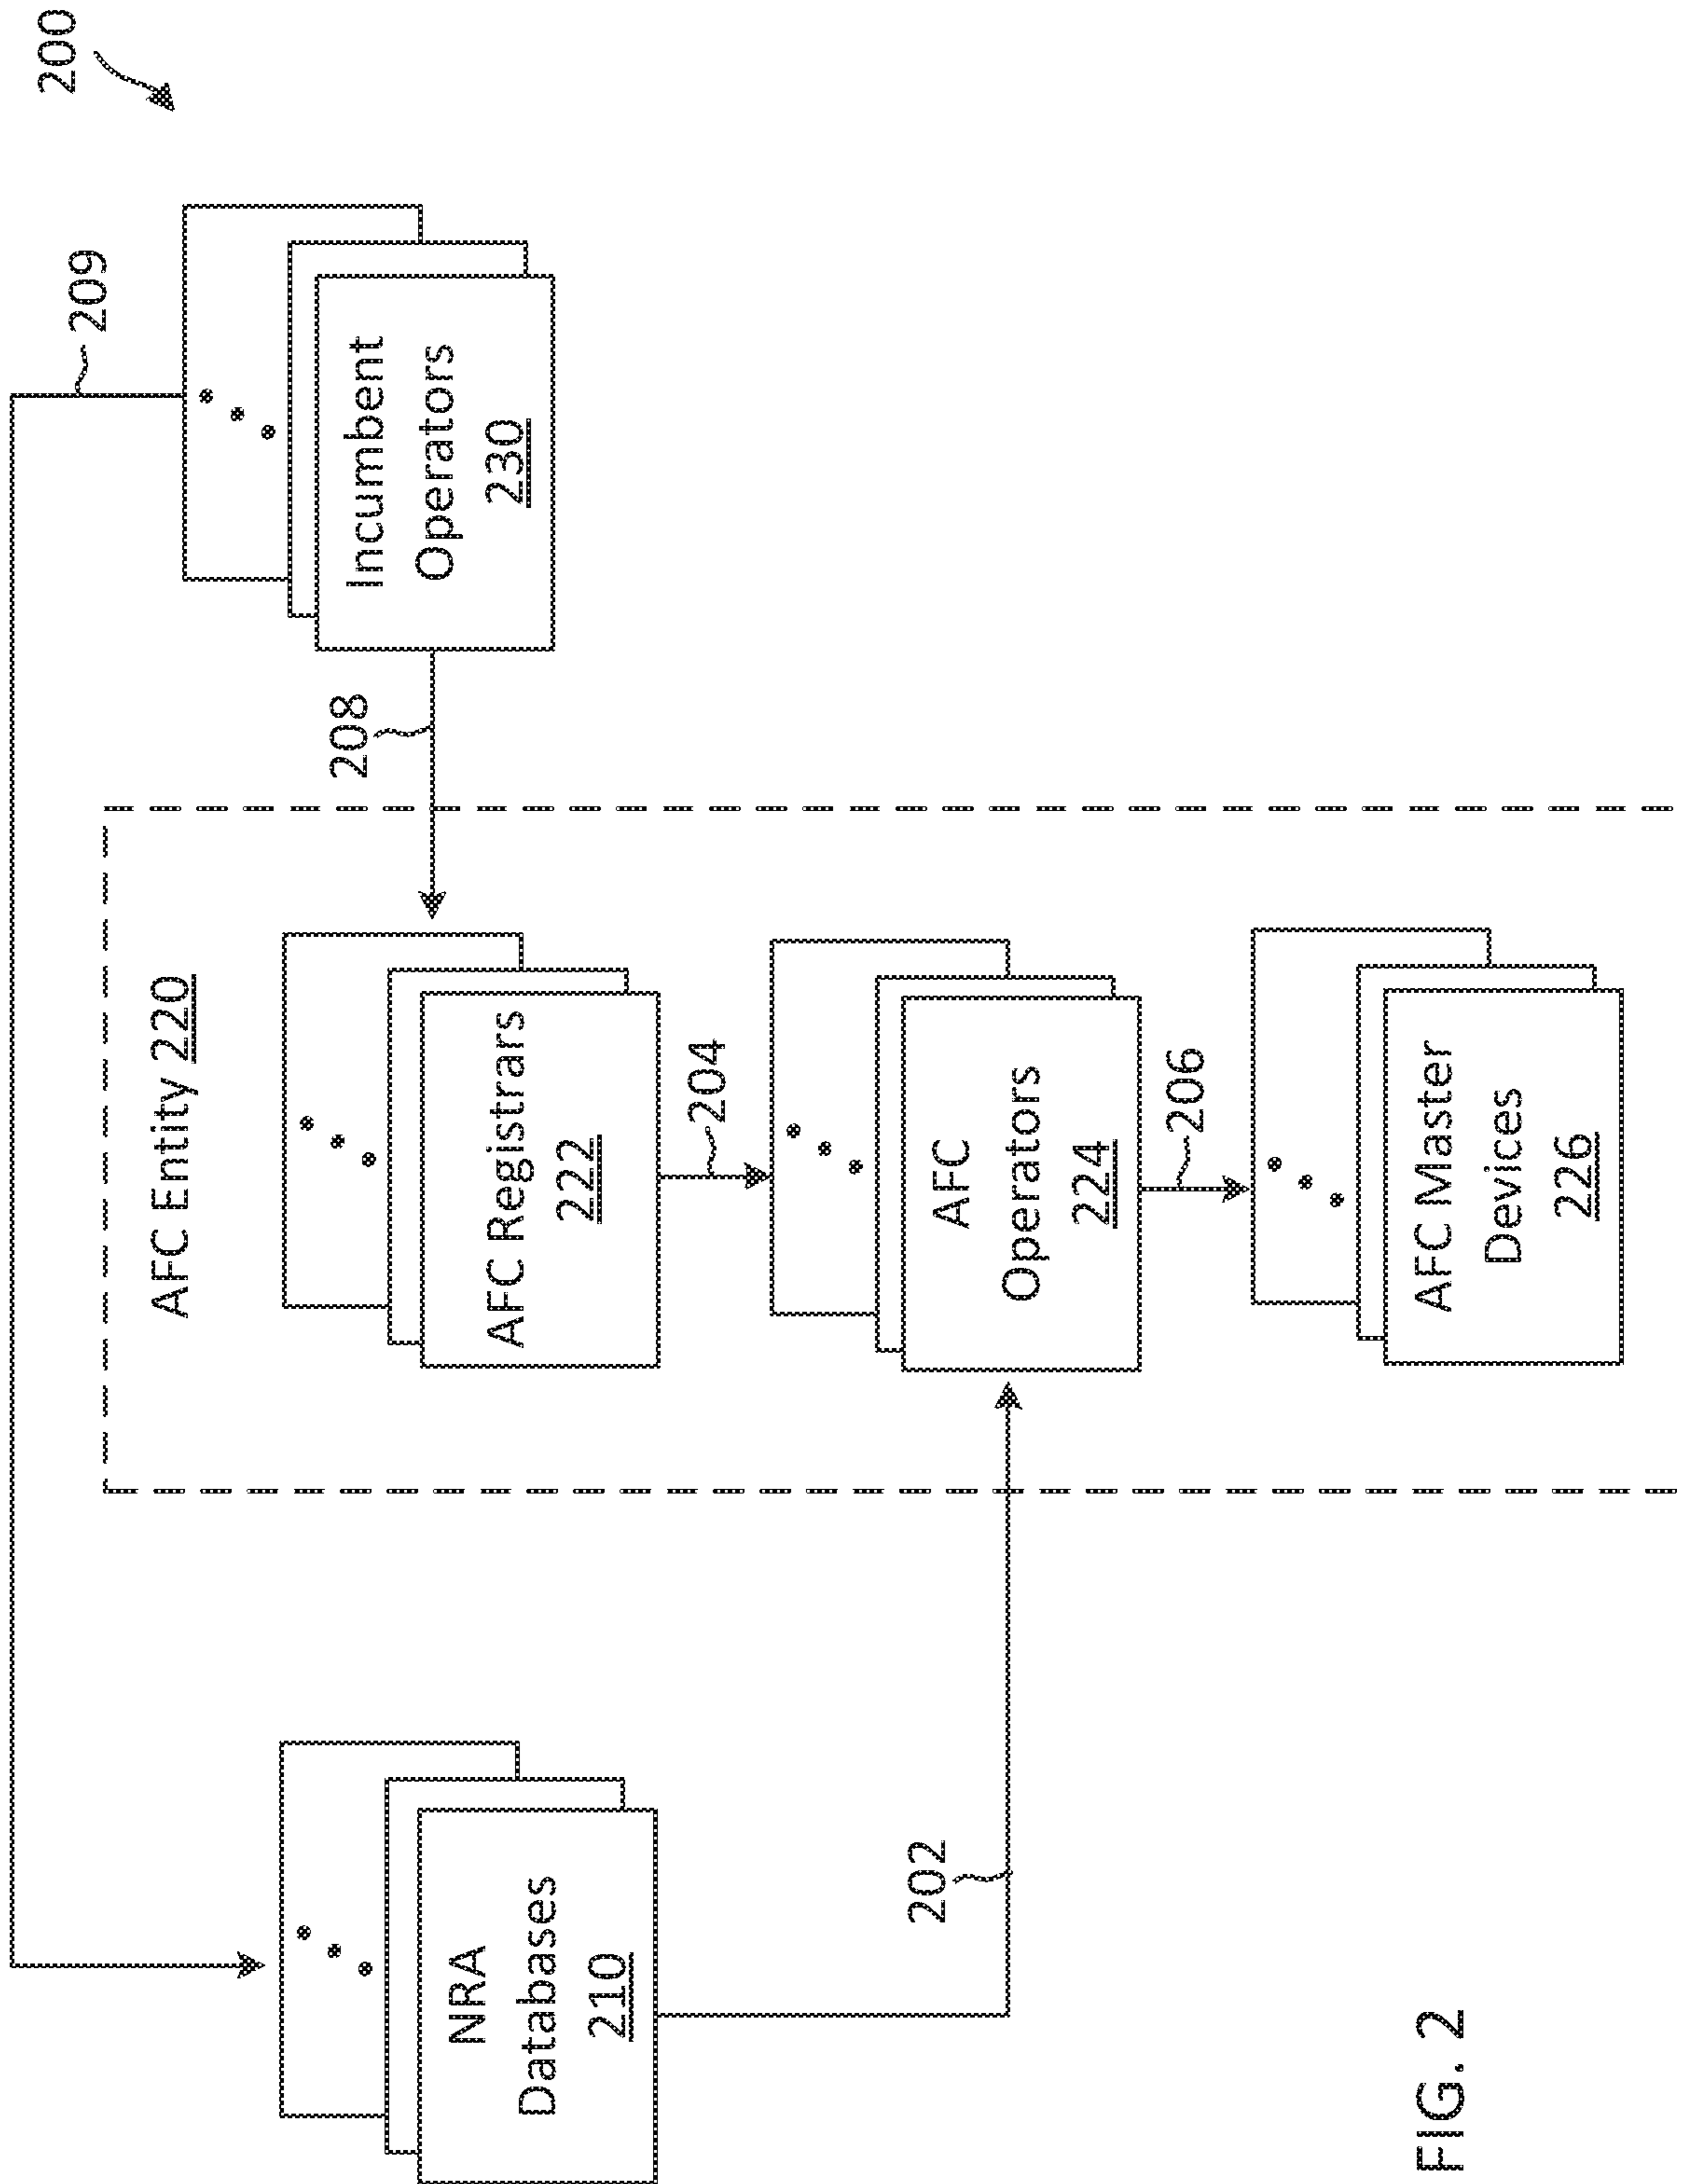 200
209
NRA
Databases
210
AFC Entity 220
AFC Registrars
222
208
Incumbent
Operators
230
204
202
AFC
Operators
224
206
AFC Master
Devices
226
FIG. 2